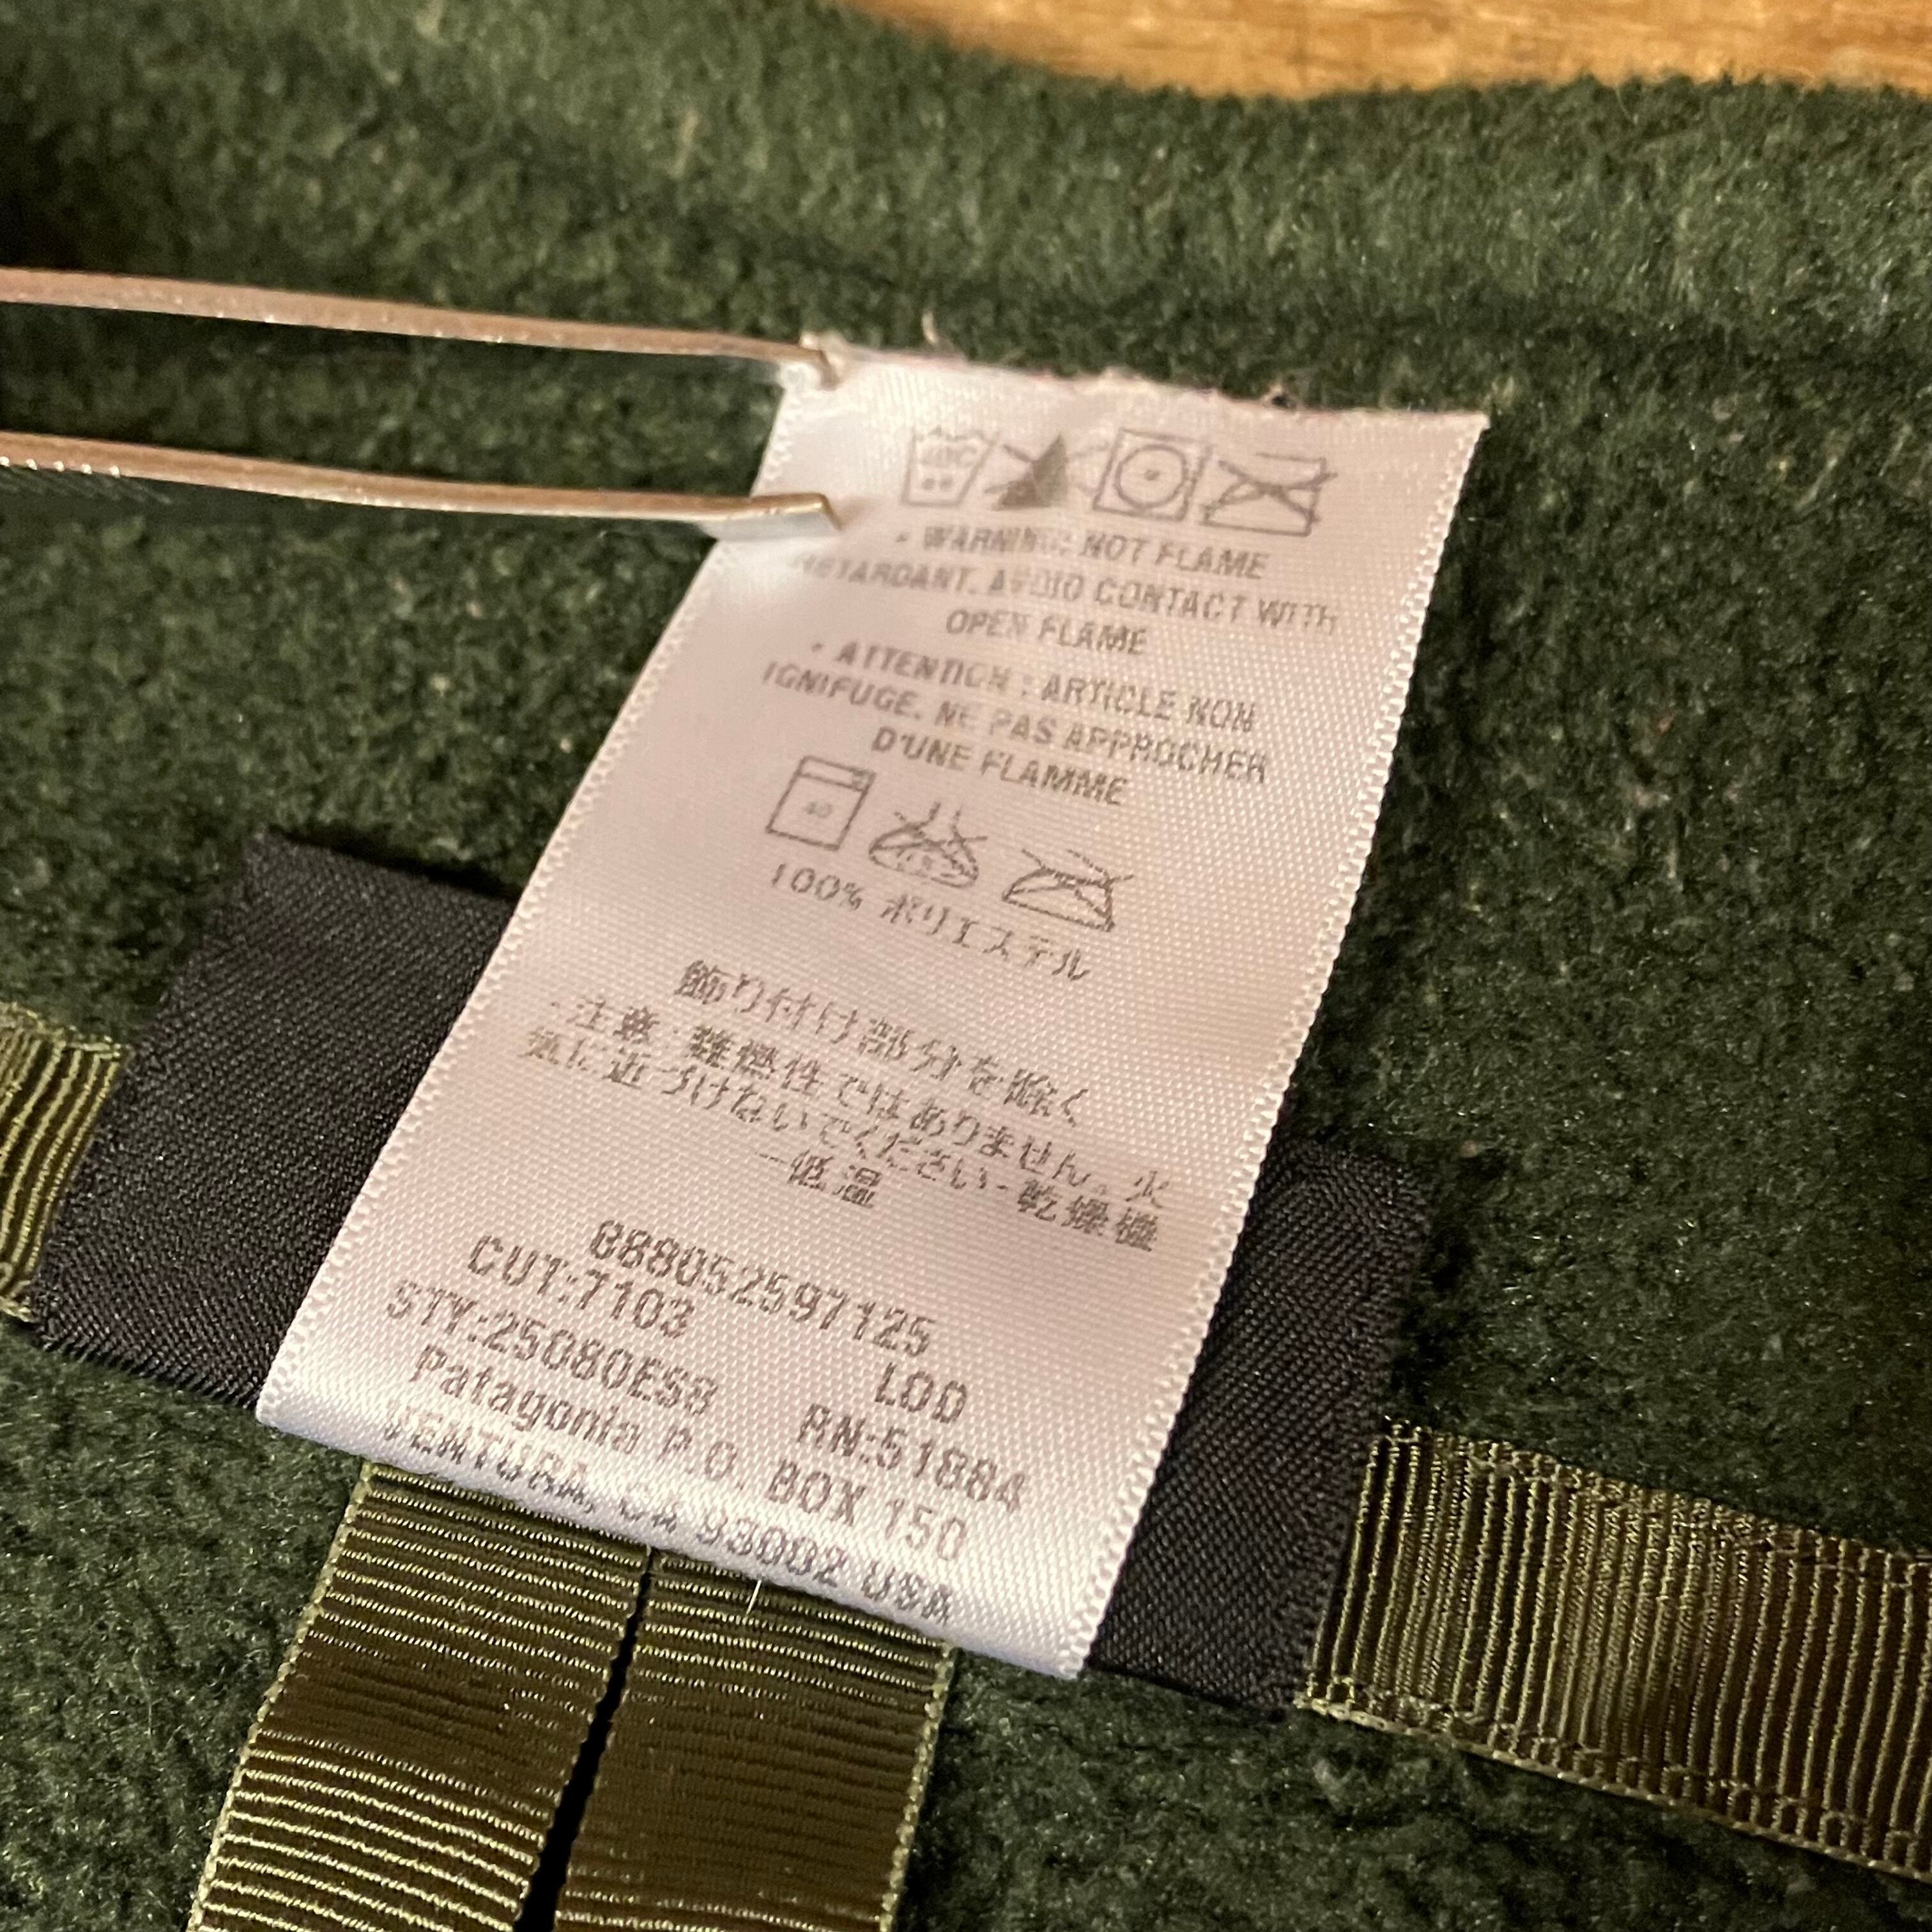 40°C
- WARNING: NOT FLAME
RETARDANT. AVOID CONTACT WITH
OPEN FLAME
- ATTENTION : ARTICLE NON
IGNIFUGE. NE PAS APPROCHER
D'UNE FLAMME
40
100% ポリエステル
飾り付け部分を除く
- 注意:難燃性ではありません。火
気に近づけないでください-乾燥機
-低温
888052597125
CUT:7103 LOD
STY:25080ES8 RN:51884
Patagonia P.O. BOX 150
VENTURA, CA 93002 USA